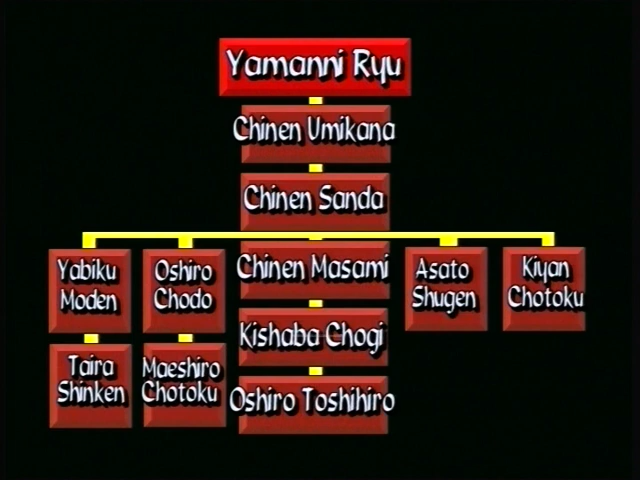 Yamanni Ryu
Chinen Umikana
Chinen Sanda
Yabiku
Moden
Oshiro
Chodo
Chinen Masami
Asato
Shugen
Kiyan
Chotoku
Kishaba Chogi
Taira
Shinken
Maeshiro
Chotoku
Oshiro Toshihiro